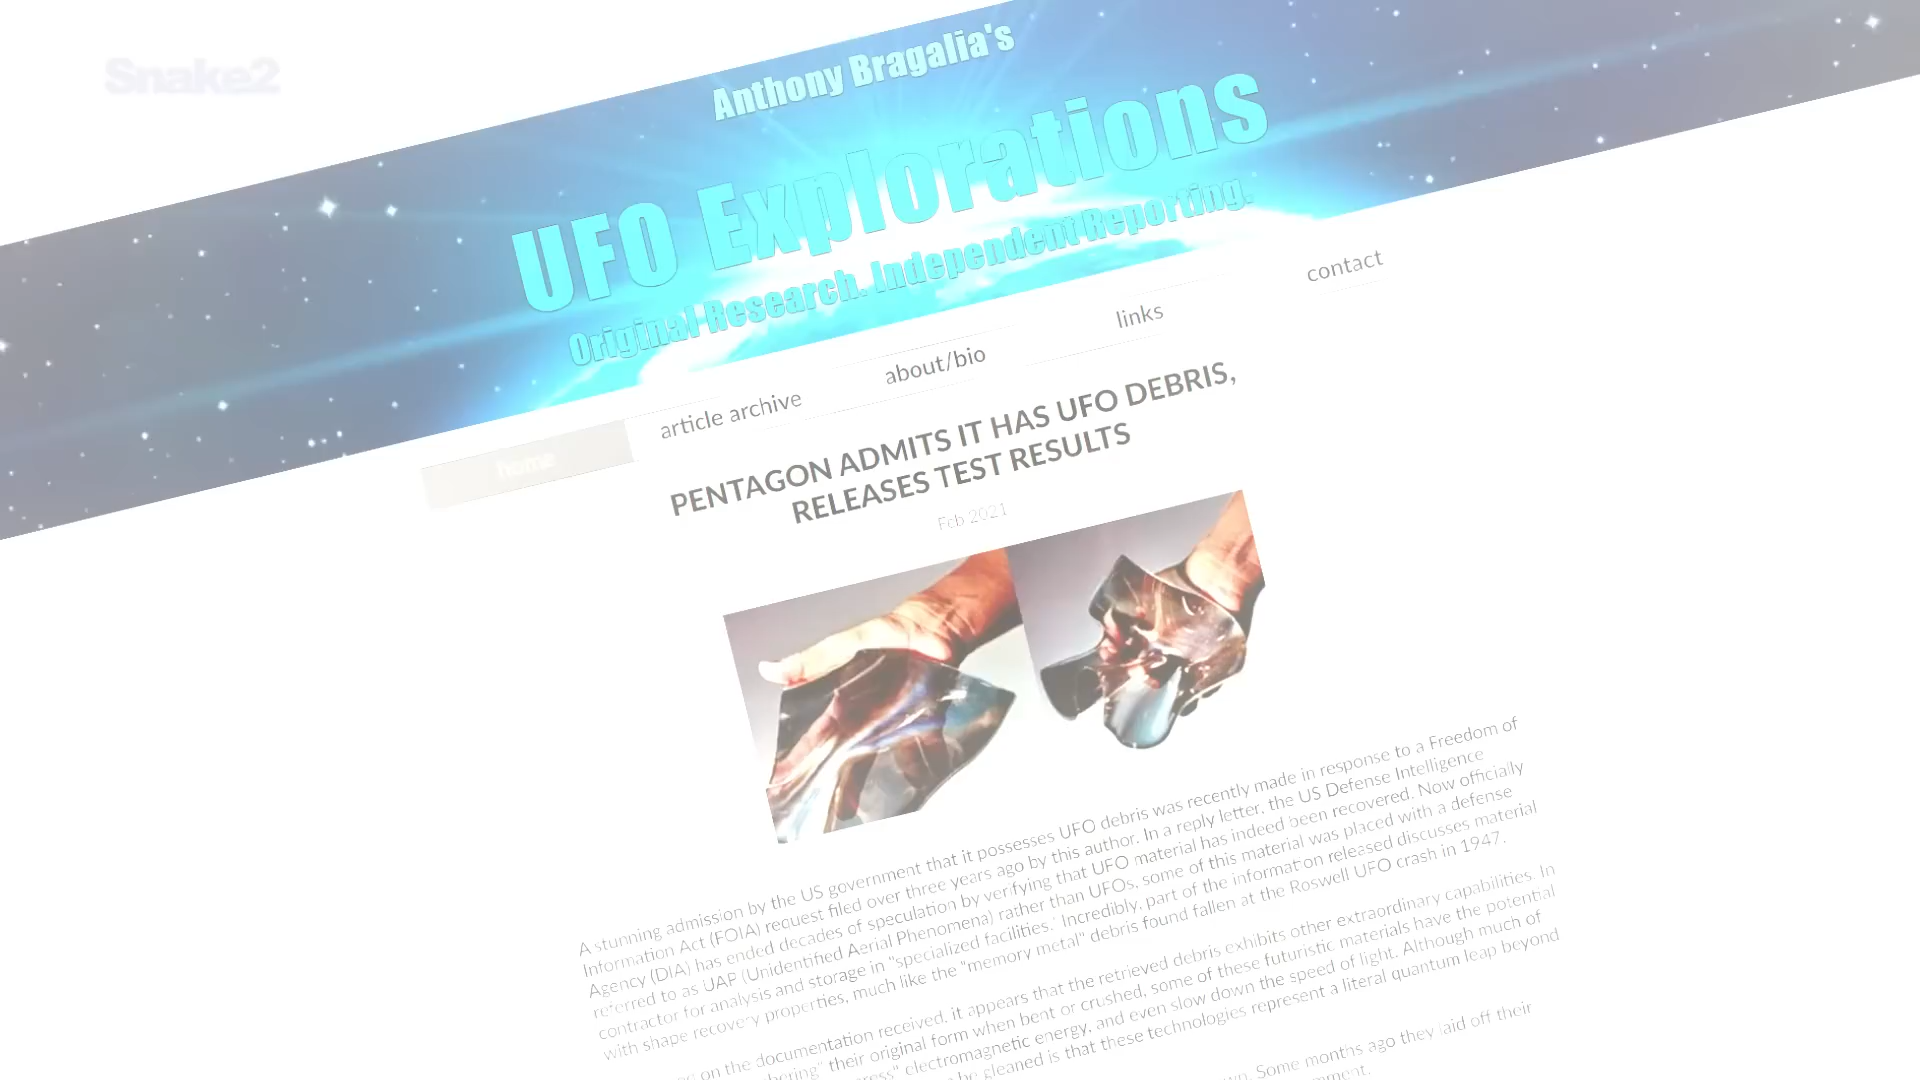 Snake2
Anthony Bragalia's
UFO Explorations
Original Research. Independent Reporting.
home
article archive
about/bio
links
contact
PENTAGON ADMITS IT HAS UFO DEBRIS,
RELEASES TEST RESULTS
Feb 2021
A stunning admission by the US government that it possesses UFO debris was recently made in response to a Freedom of
Information Act (FOIA) request filed over three years ago by this author. In a reply letter, the US Defense Intelligence
Agency (DIA) has ended decades of speculation by verifying that UFO material has indeed been recovered. Now officially
referred to as UAP (Unidentified Aerial Phenomena) rather than UFOs, some of this material was placed with a defense
contractor for analysis and storage in "specialized facilities." Incredibly, part of the information released discusses material
with shape recovery properties, much like the "memory metal" debris found fallen at the Roswell UFO crash in 1947.
on the documentation received, it appears that the retrieved debris exhibits other extraordinary capabilities. In
their original form when bent or crushed, some of these futuristic materials have the potential
electromagnetic energy, and even slow down the speed of light. Although much of
be gleaned is that these technologies represent a literal quantum leap beyond
Some months ago they laid off their